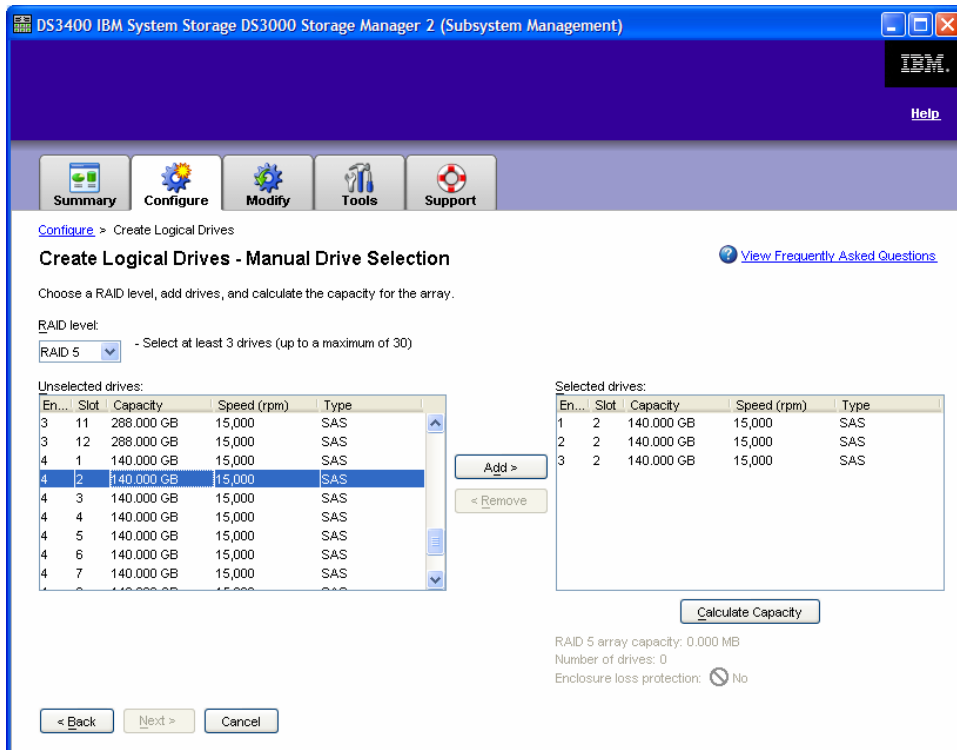 DS3400 IBM System Storage DS3000 Storage Manager 2 (Subsystem Management)
IBM.
Help
Summary Configure Modify Tools Support
Configure > Create Logical Drives
Create Logical Drives - Manual Drive Selection
View Frequently Asked Questions
Choose a RAID level, add drives, and calculate the capacity for the array.
RAID level:
RAID 5 - Select at least 3 drives (up to a maximum of 30)
Unselected drives:
En... Slot Capacity Speed (rpm) Type
3 11 288.000 GB 15,000 SAS
3 12 288.000 GB 15,000 SAS
4 1 140.000 GB 15,000 SAS
4 2 140.000 GB 15,000 SAS
4 3 140.000 GB 15,000 SAS
4 4 140.000 GB 15,000 SAS
4 5 140.000 GB 15,000 SAS
4 6 140.000 GB 15,000 SAS
4 7 140.000 GB 15,000 SAS
Add >
< Remove
Selected drives:
En... Slot Capacity Speed (rpm) Type
1 2 140.000 GB 15,000 SAS
2 2 140.000 GB 15,000 SAS
3 2 140.000 GB 15,000 SAS
Calculate Capacity
RAID 5 array capacity: 0.000 MB
Number of drives: 0
Enclosure loss protection: No
< Back Next > Cancel